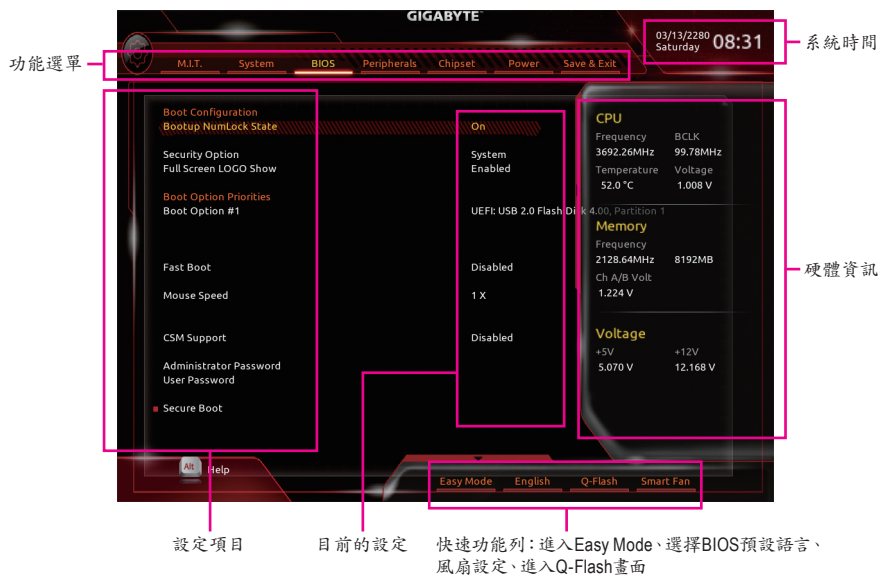 GIGABYTE™
03/13/2280
Saturday
08:31
系統時間
功能選單
M.I.T. System BIOS Peripherals Chipset Power Save & Exit
Boot Configuration
Bootup NumLock State On
Security Option System
Full Screen LOGO Show Enabled
Boot Option Priorities
Boot Option #1 UEFI: USB 2.0 Flash Disk 4.00, Partition 1
Fast Boot Disabled
Mouse Speed 1 X
CSM Support Disabled
Administrator Password
User Password
Secure Boot
CPU
Frequency BCLK
3692.26MHz 99.78MHz
Temperature Voltage
52.0 °C 1.008 V
Memory
Frequency
2128.64MHz 8192MB
Ch A/B Volt
1.224 V
Voltage
+5V +12V
5.070 V 12.168 V
硬體資訊
Alt Help
Easy Mode English Q-Flash Smart Fan
設定項目
目前的設定
快速功能列：進入Easy Mode、選擇BIOS預設語言、
風扇設定、進入Q-Flash畫面